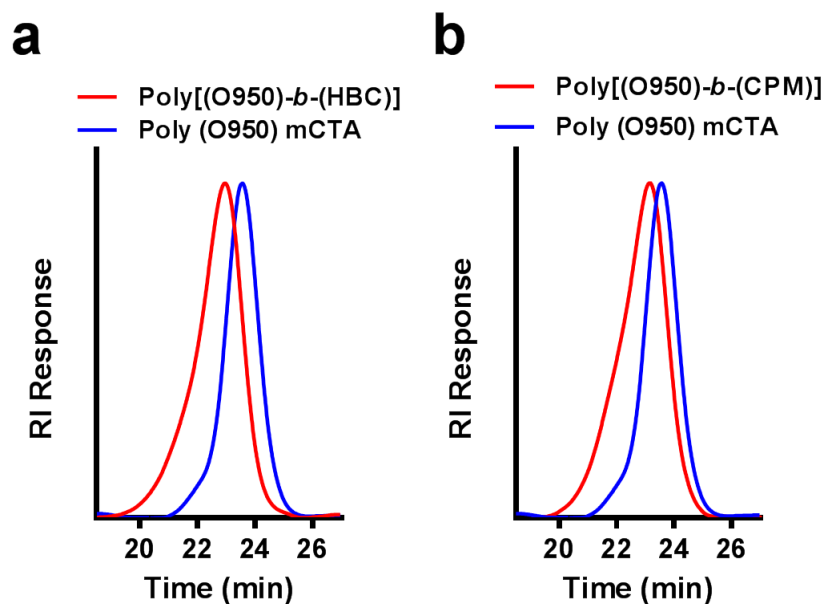 a
Poly[(O950)-b-(HBC)]
Poly (O950) mCTA
RI Response
20 22 24 26
Time (min)
b
Poly[(O950)-b-(CPM)]
Poly (O950) mCTA
RI Response
20 22 24 26
Time (min)